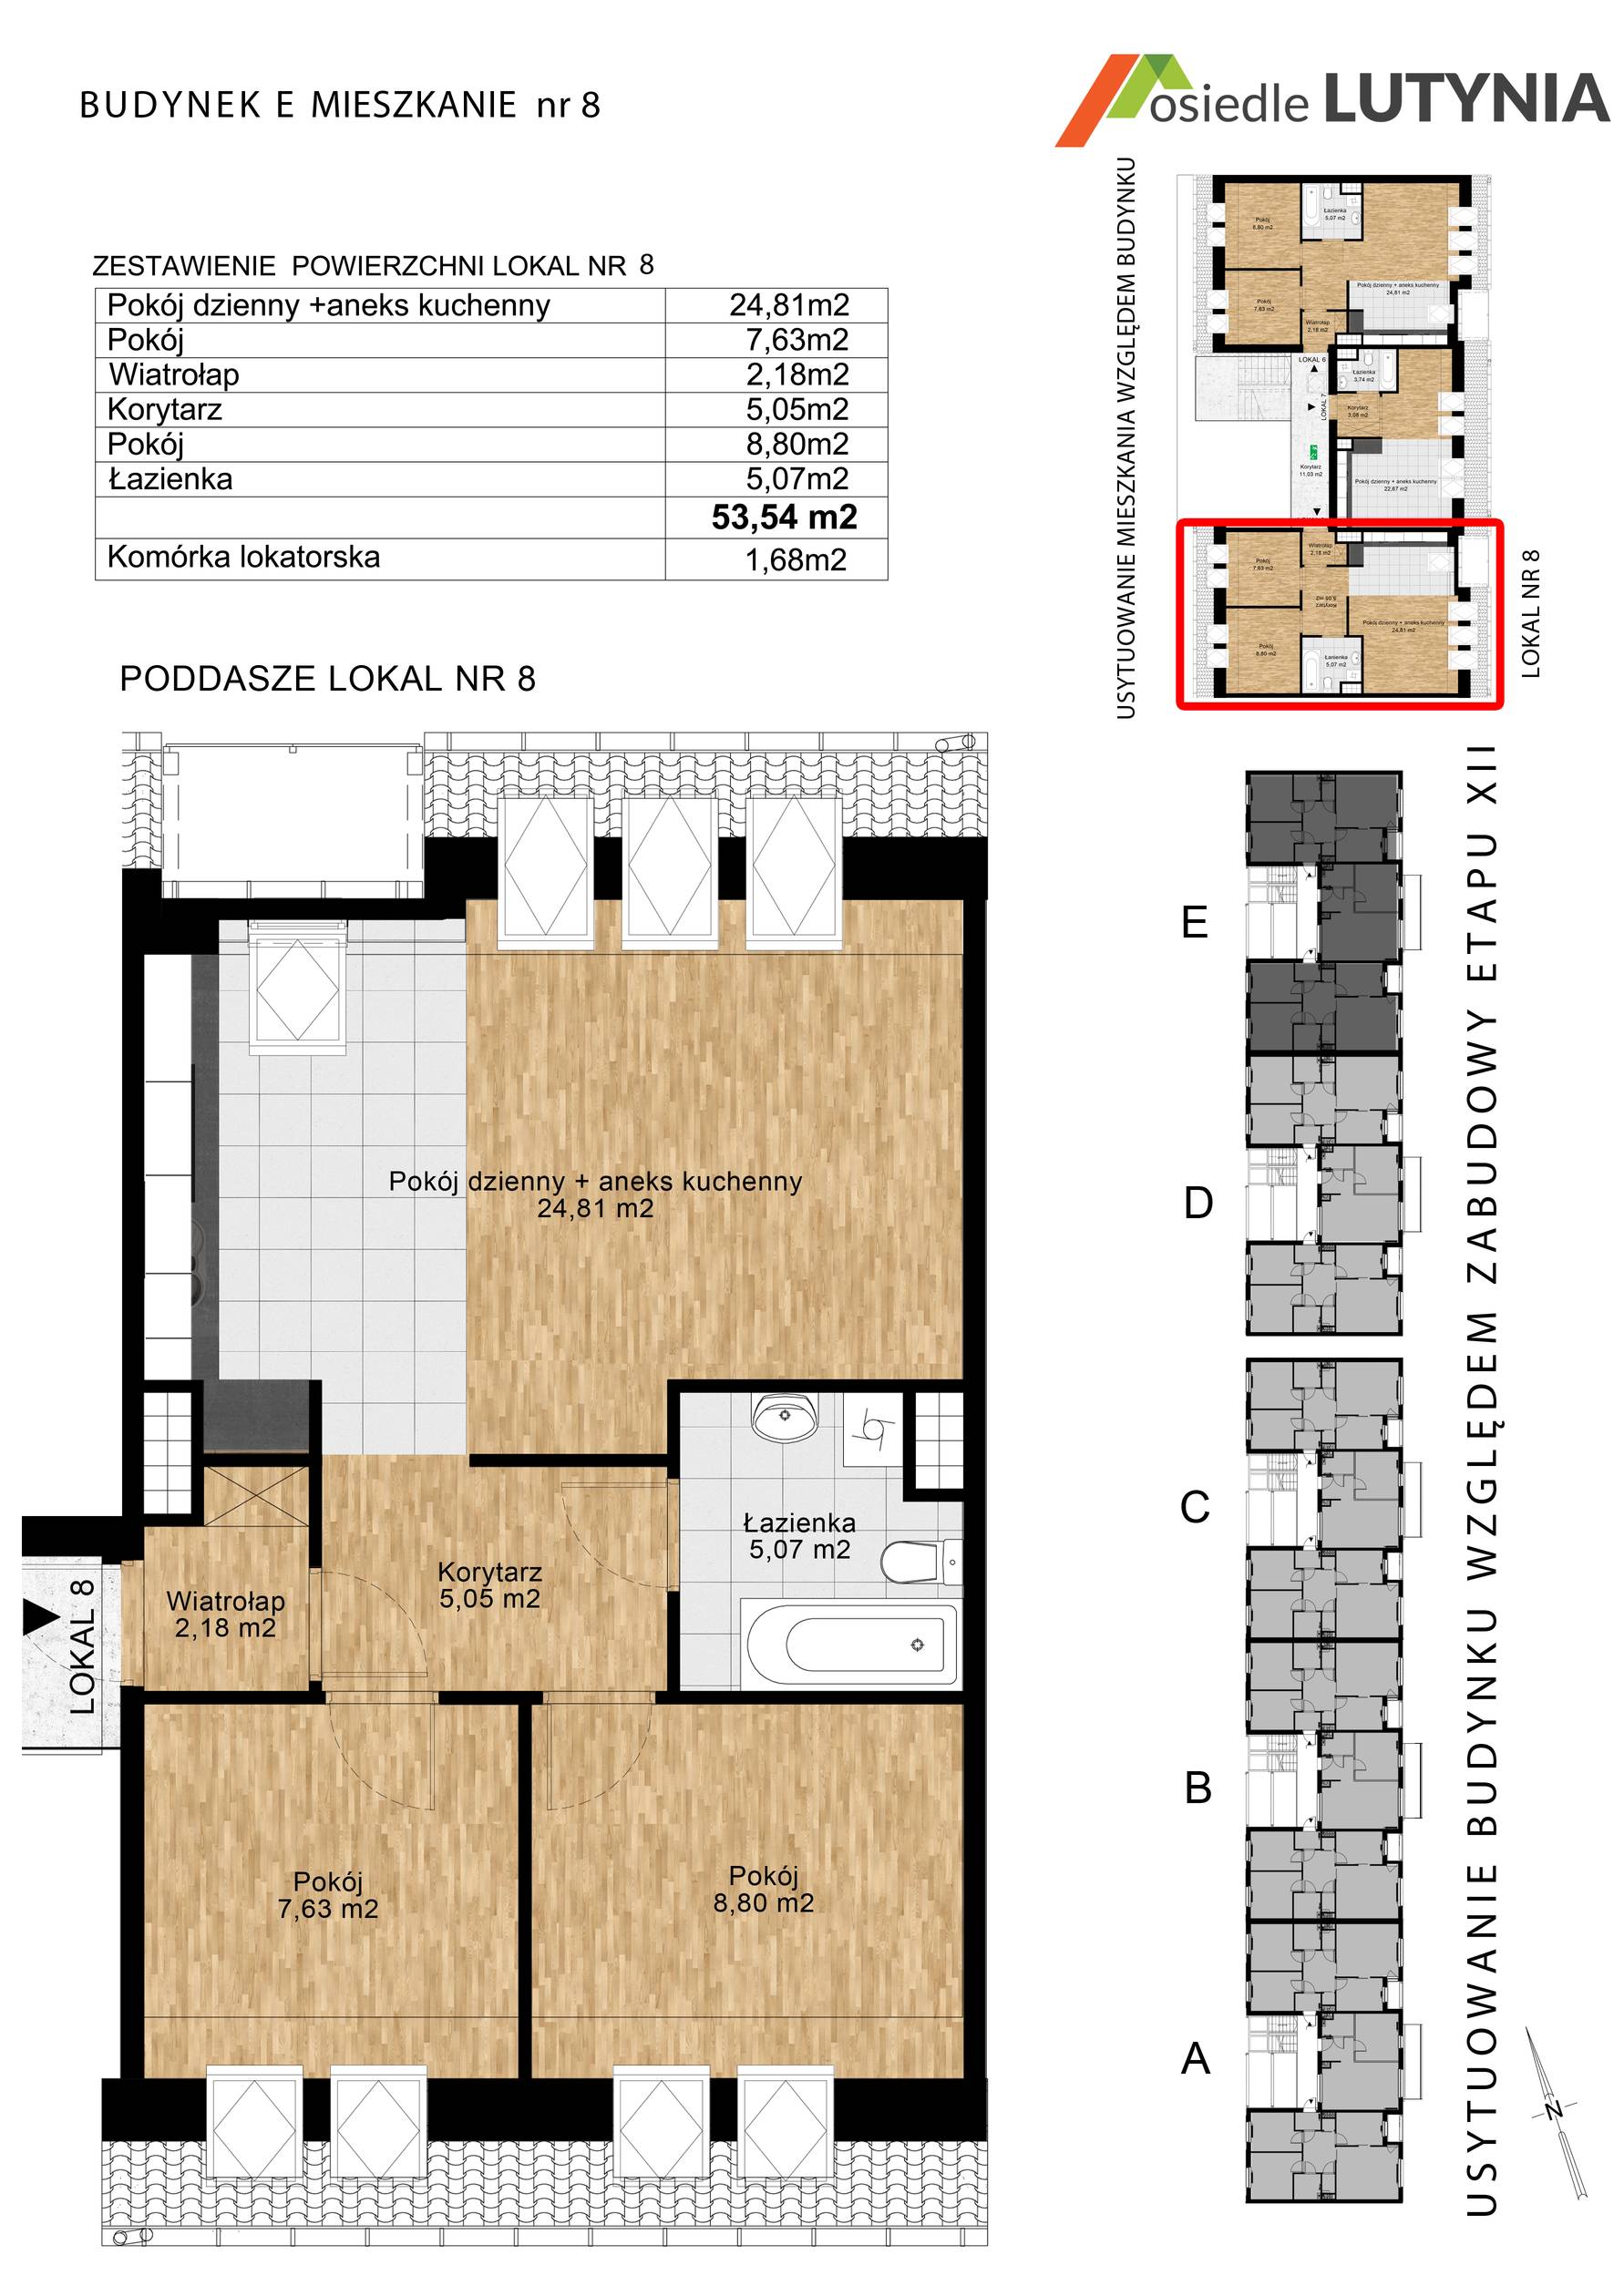 BUDYNEK E MIESZKANIE nr 8
osiedle LUTYNIA
ZESTAWIENIE POWIERZCHNI LOKAL NR 8
Pokój dzienny +aneks kuchenny 24,81m2
Pokój 7,63m2
Wiatrołap 2,18m2
Korytarz 5,05m2
Pokój 8,80m2
Łazienka 5,07m2
53,54 m2
Komórka lokatorska 1,68m2
USYTUOWANIE MIESZKANIA WZGLĘDEM BUDYNKU
Pokój
8,80 m2
Łazienka
5,07 m2
Pokój
7,63 m2
Pokój dzienny + aneks kuchenny
24,81 m2
Wiatrołap
2,18 m2
LOKAL 6
Łazienka
3,74 m2
LOKAL 7
Korytarz
3,08 m2
Korytarz
11,03 m2
Pokój dzienny + aneks kuchenny
22,67 m2
Wiatrołap
2,18 m2
Pokój
7,63 m2
Korytarz
5,05 m2
Pokój dzienny + aneks kuchenny
24,81 m2
Pokój
8,80 m2
Łazienka
5,07 m2
LOKAL NR 8
PODDASZE LOKAL NR 8
Pokój dzienny + aneks kuchenny
24,81 m2
Łazienka
5,07 m2
Korytarz
5,05 m2
Wiatrołap
2,18 m2
LOKAL 8
Pokój
7,63 m2
Pokój
8,80 m2
E
D
C
B
A
USYTUOWANIE BUDYNKU WZGLĘDEM ZABUDOWY ETAPU XII
N